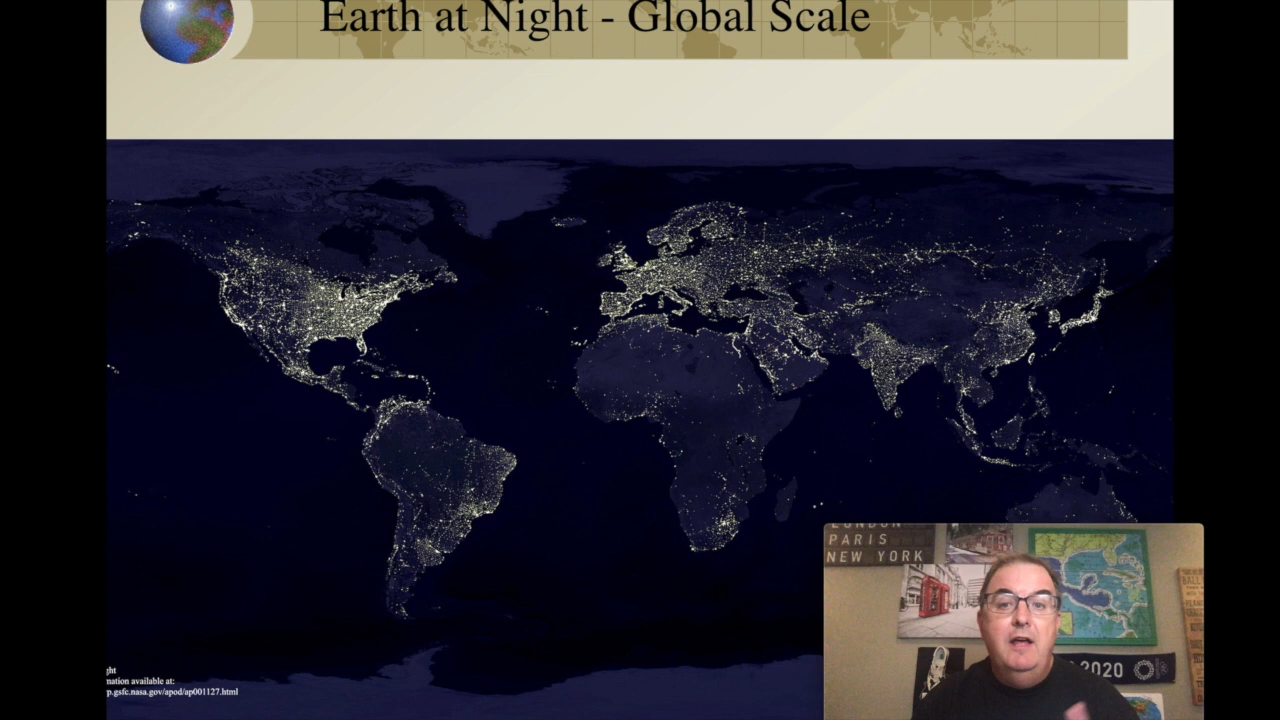 Earth at Night - Global Scale
LONDON
PARIS
NEW YORK
2020
ght
mation available at:
p.gsfc.nasa.gov/apod/ap001127.html